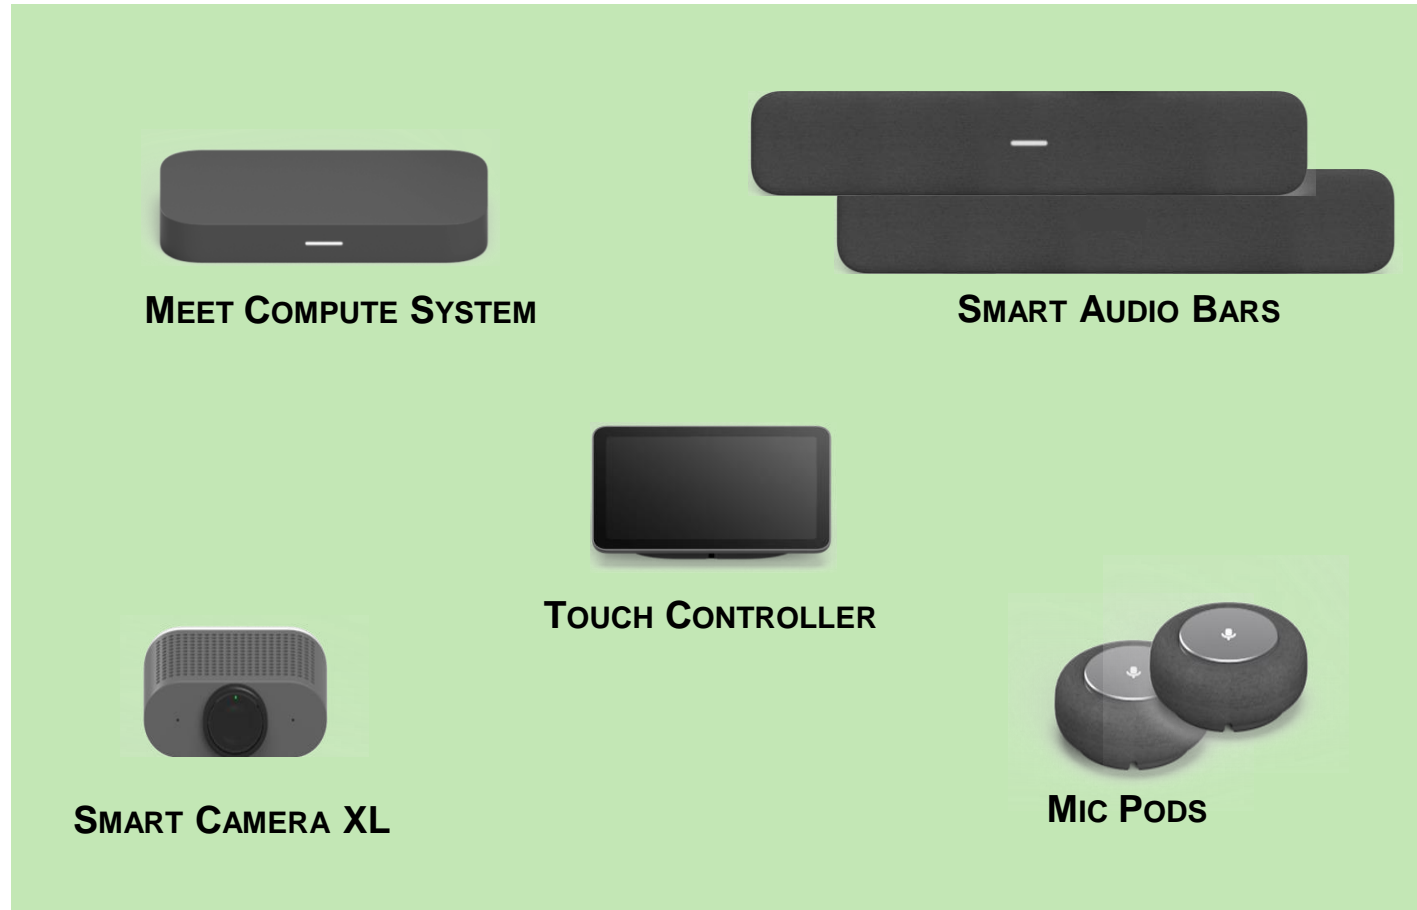 Meet Compute System
Smart Audio Bars
Touch Controller
Smart Camera XL
Mic Pods